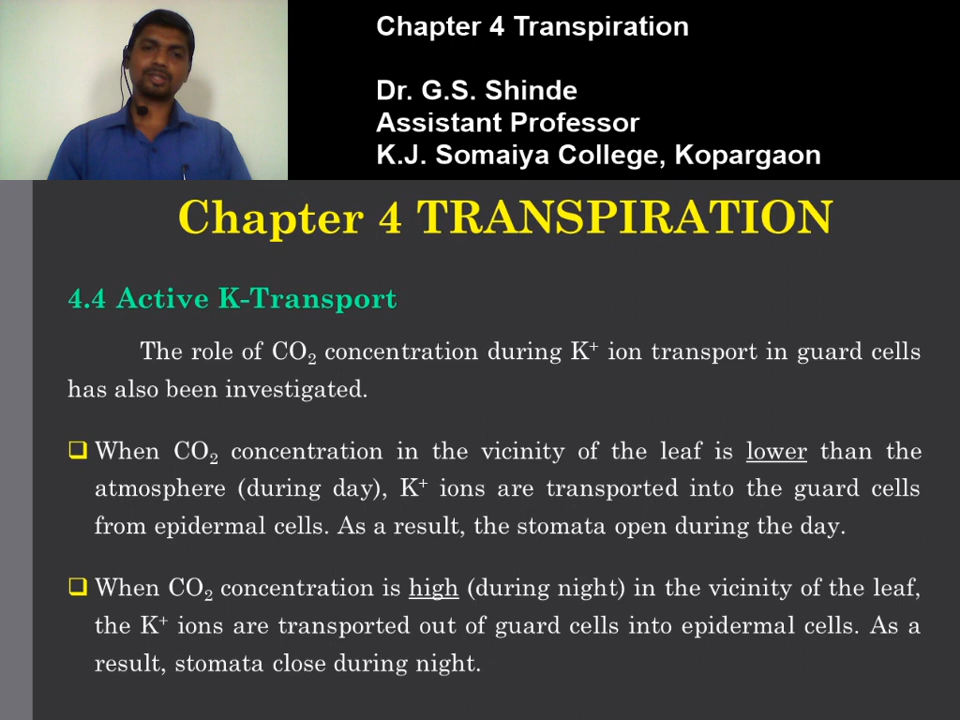 Chapter 4 Transpiration
Dr. G.S. Shinde
Assistant Professor
K.J. Somaiya College, Kopargaon
Chapter 4 TRANSPIRATION
4.4 Active K-Transport
The role of CO₂ concentration during K⁺ ion transport in guard cells
has also been investigated.
❑ When CO₂ concentration in the vicinity of the leaf is lower than the
atmosphere (during day), K⁺ ions are transported into the guard cells
from epidermal cells. As a result, the stomata open during the day.
❑ When CO₂ concentration is high (during night) in the vicinity of the leaf,
the K⁺ ions are transported out of guard cells into epidermal cells. As a
result, stomata close during night.